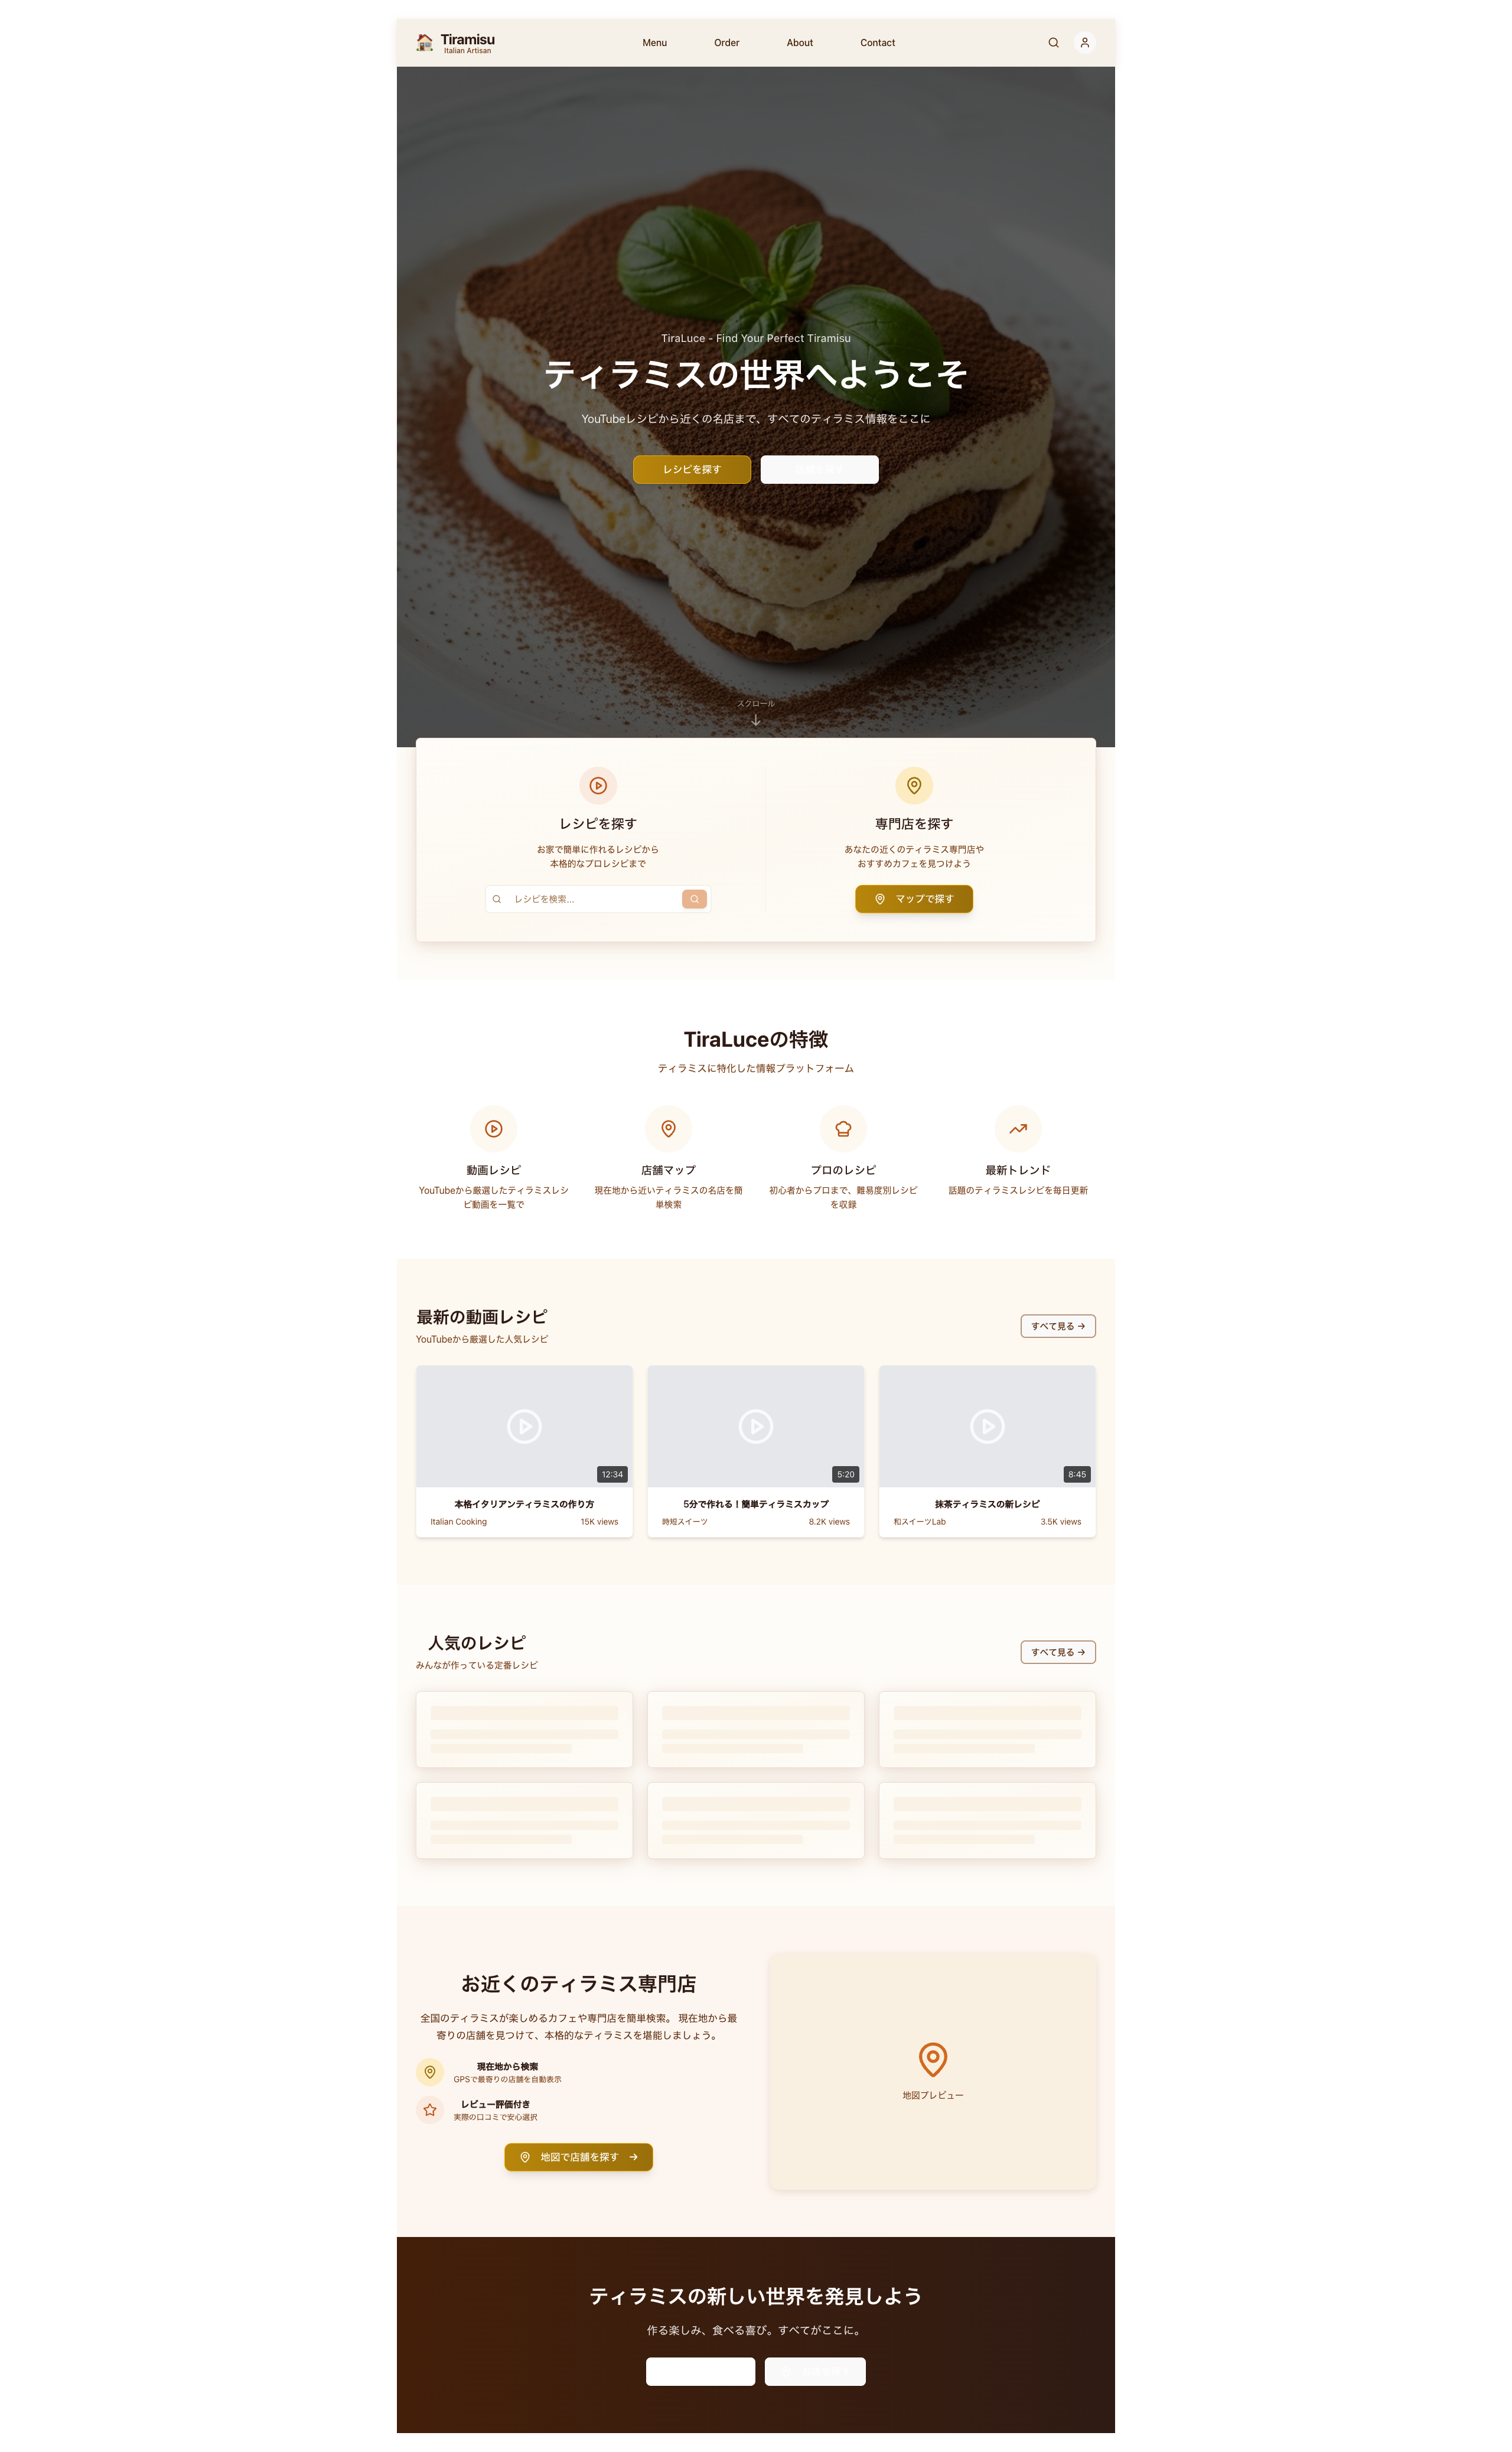 Tiramisu
Italian Artisan
Menu
Order
About
Contact
TiraLuce - Find Your Perfect Tiramisu
ティラミスの世界へようこそ
YouTubeレシピから近くの名店まで、すべてのティラミス情報をここに
レシピを探す
スクロール
レシピを探す
お家で簡単に作れるレシピから
本格的なプロレシピまで
レシピを検索...
専門店を探す
あなたの近くのティラミス専門店や
おすすめカフェを見つけよう
マップで探す
TiraLuceの特徴
ティラミスに特化した情報プラットフォーム
動画レシピ
YouTubeから厳選したティラミスレシ
ピ動画を一覧で
店舗マップ
現在地から近いティラミスの名店を簡
単検索
プロのレシピ
初心者からプロまで、難易度別レシピ
を収録
最新トレンド
話題のティラミスレシピを毎日更新
最新の動画レシピ
YouTubeから厳選した人気レシピ
すべて見る →
12:34
本格イタリアンティラミスの作り方
Italian Cooking
15K views
5:20
5分で作れる！簡単ティラミスカップ
時短スイーツ
8.2K views
8:45
抹茶ティラミスの新レシピ
和スイーツLab
3.5K views
人気のレシピ
みんなが作っている定番レシピ
すべて見る →
お近くのティラミス専門店
全国のティラミスが楽しめるカフェや専門店を簡単検索。 現在地から最
寄りの店舗を見つけて、本格的なティラミスを堪能しましょう。
現在地から検索
GPSで最寄りの店舗を自動表示
レビュー評価付き
実際の口コミで安心選択
地図で店舗を探す →
地図プレビュー
ティラミスの新しい世界を発見しよう
作る楽しみ、食べる喜び。すべてがここに。